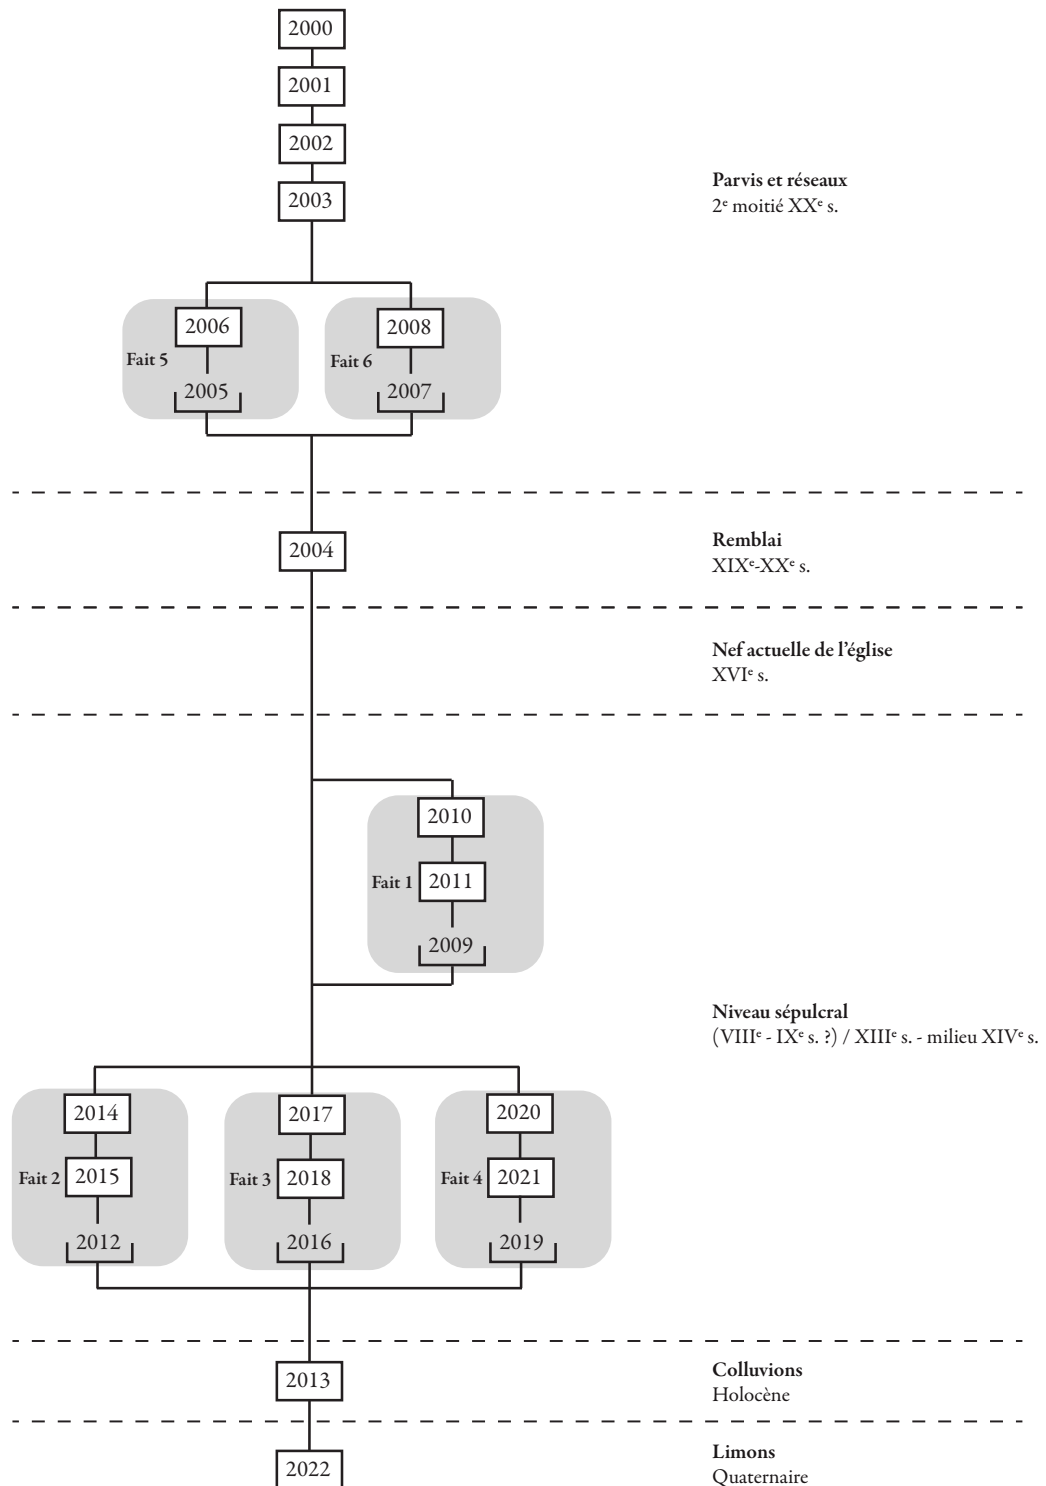 2000
2001
2002
2003
Parvis et réseaux
2e moitié XXe s.
2006
2008
Fait 5
Fait 6
2005
2007
2004
Remblai
XIXe-XXe s.
Nef actuelle de l'église
XVIe s.
2010
Fait 1
2011
2009
Niveau sépulcral
(VIIIe - IXe s. ?) / XIIIe s. - milieu XIVe s.
2014
2017
2020
Fait 2
2015
Fait 3
2018
Fait 4
2021
2012
2016
2019
2013
Colluvions
Holocène
2022
Limons
Quaternaire